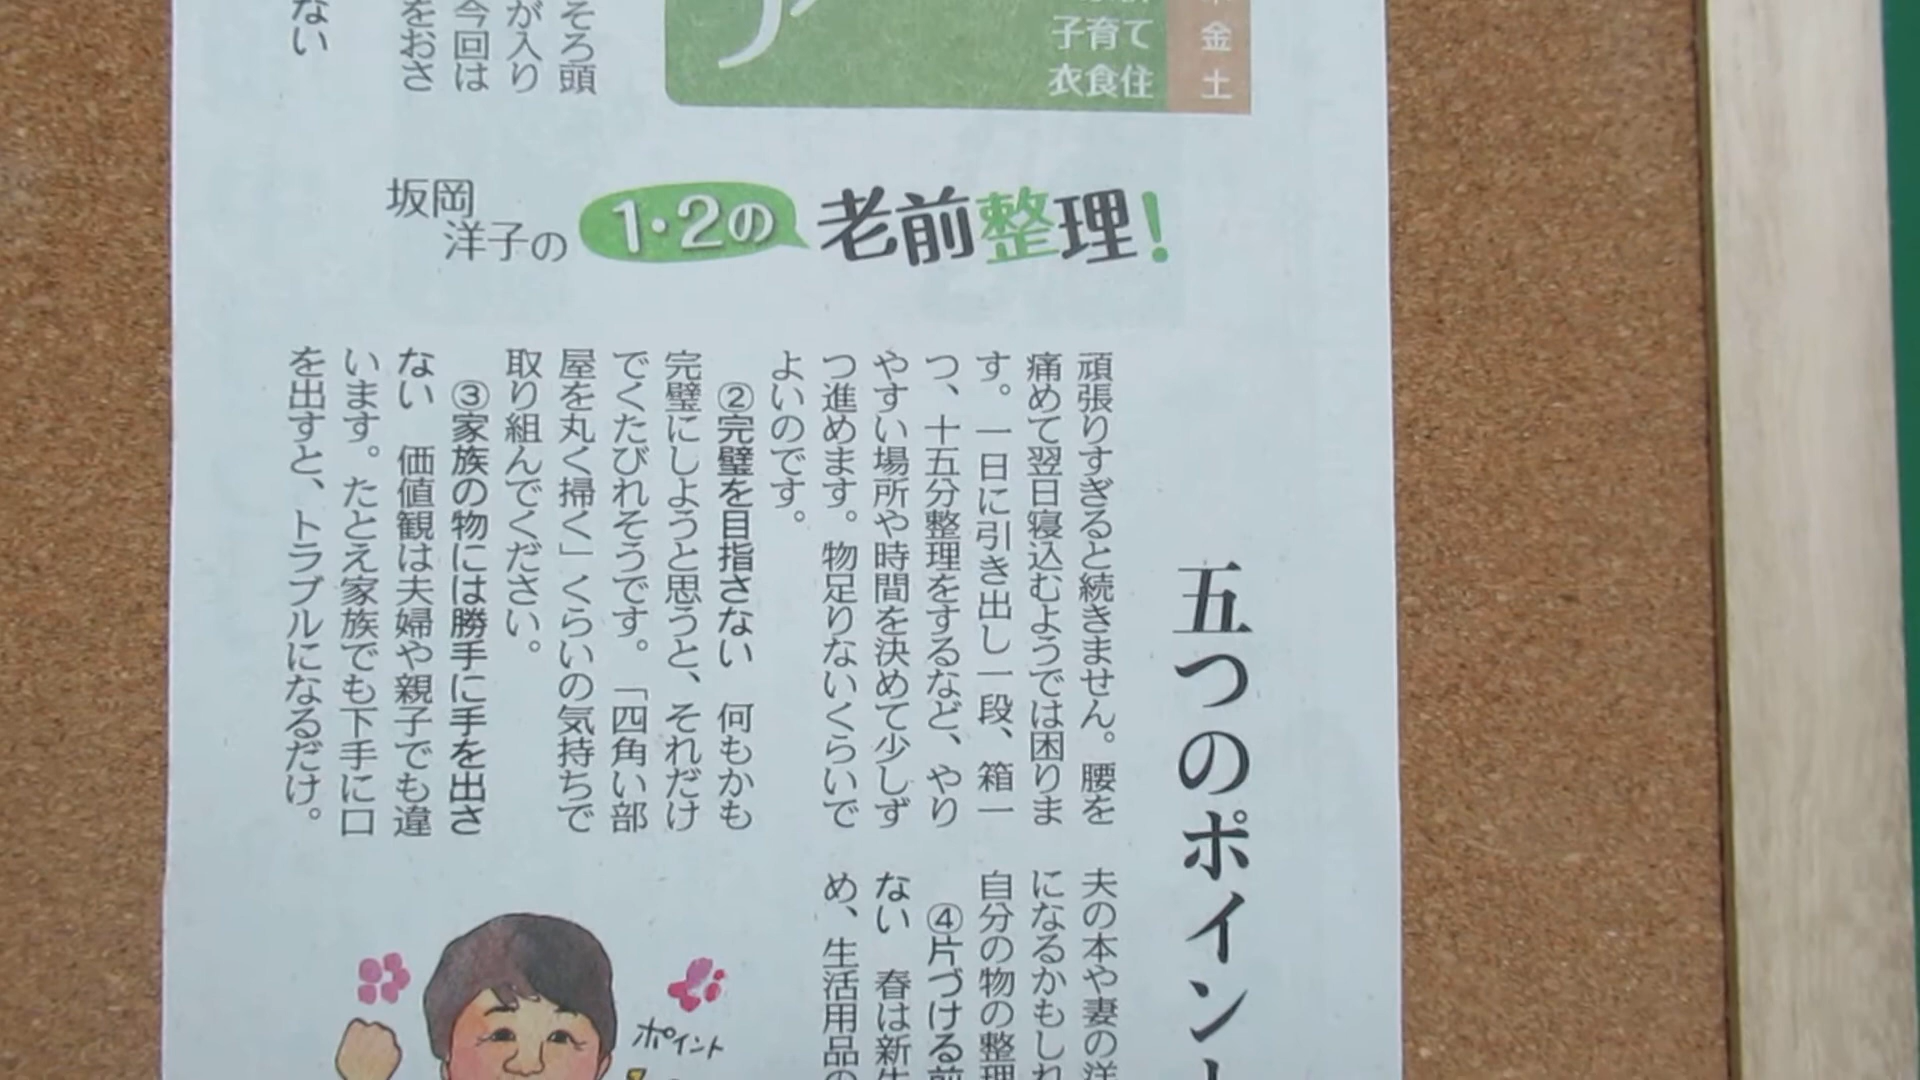 そろ頭
が入り
今回は
をおさ
ない
子育て
衣食住
金
土
坂岡
洋子の
1・2の
老前整理!
五つのポイント
頑張りすぎると続きません。腰を
痛めて翌日寝込むようでは困りま
す。一日に引き出し一段、箱一
つ、十五分整理をするなど、やり
やすい場所や時間を決めて少しず
つ進めます。物足りないくらいで
よいのです。
②完璧を目指さない 何もかも
完璧にしようと思うと、それだけ
でくたびれそうです。「四角い部
屋を丸く掃く」くらいの気持ちで
取り組んでください。
③家族の物には勝手に手を出さ
ない 価値観は夫婦や親子でも違
います。たとえ家族でも下手に口
を出すと、トラブルになるだけ。
夫の本や妻の洋
になるかもしれ
自分の物の整理
④片づける前
ない 春は新生
め、生活用品の
ポイント